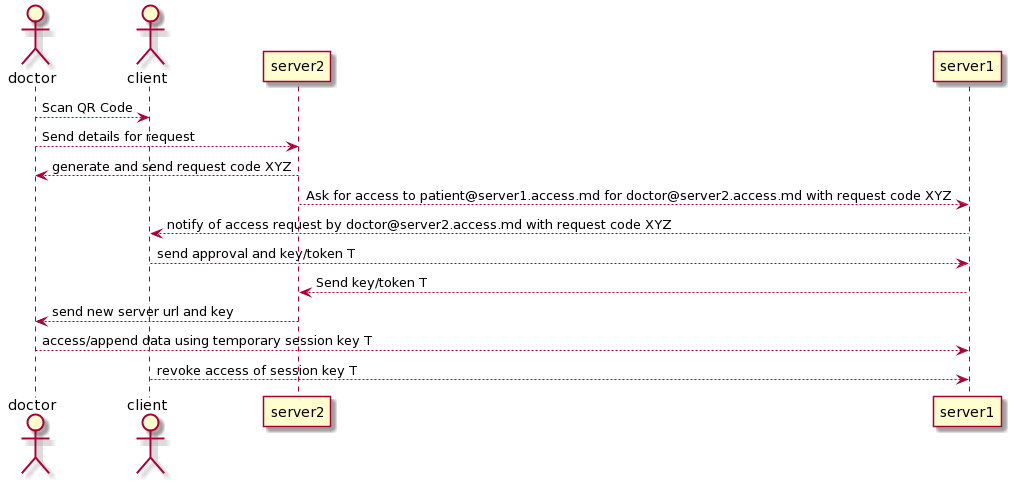 doctor
client
server2
server1
Scan QR Code
Send details for request
generate and send request code XYZ
Ask for access to patient@server1.access.md for doctor@server2.access.md with request code XYZ
notify of access request by doctor@server2.access.md with request code XYZ
send approval and key/token T
Send key/token T
send new server url and key
access/append data using temporary session key T
revoke access of session key T
doctor
client
server2
server1